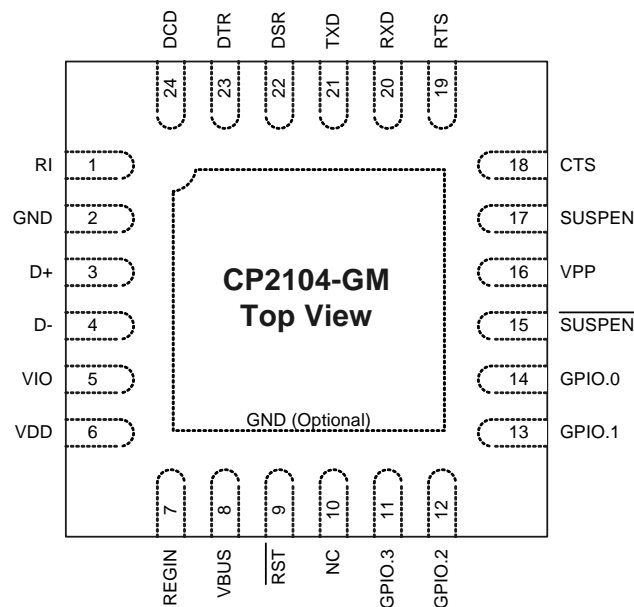 DCD
DTR
DSR
TXD
RXD
RTS
24
23
22
21
20
19
RI 1
GND 2
D+ 3
D- 4
VIO 5
VDD 6
18 CTS
17 SUSPEN
16 VPP
15 SUSPEN
14 GPIO.0
13 GPIO.1
CP2104-GM
Top View
GND (Optional)
7
8
9
10
11
12
REGIN
VBUS
RST
NC
GPIO.3
GPIO.2